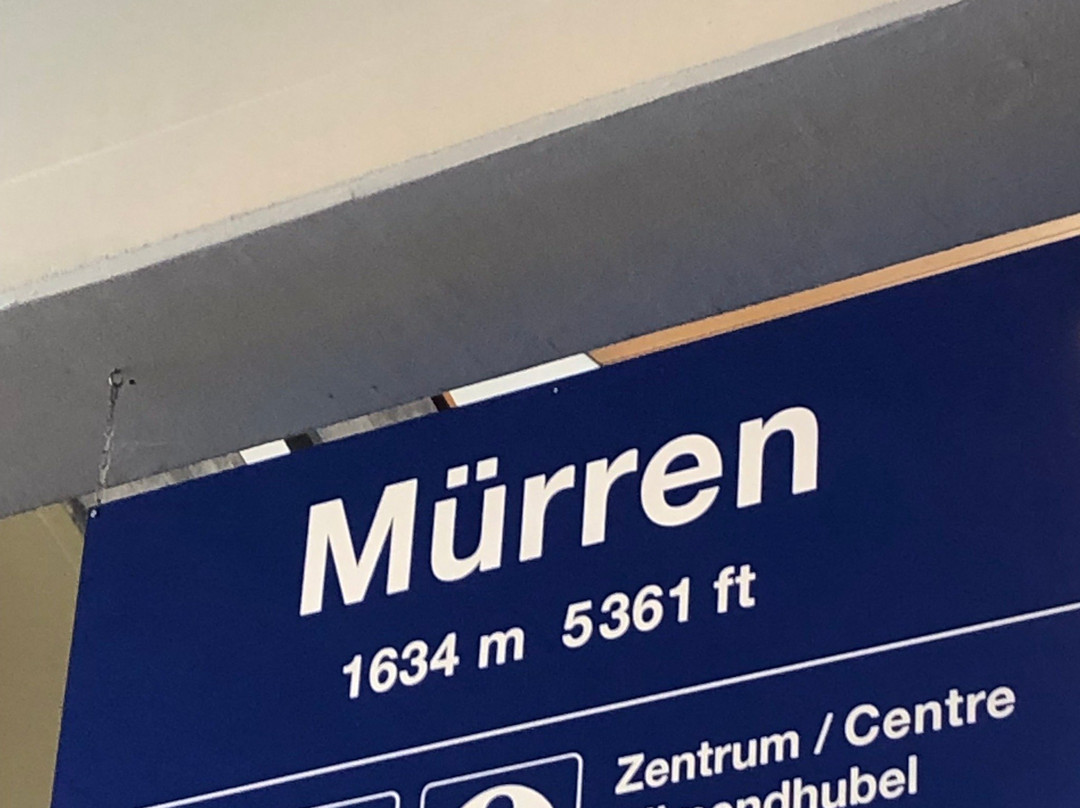 Mürren
1634 m 5361 ft
Zentrum / Centre